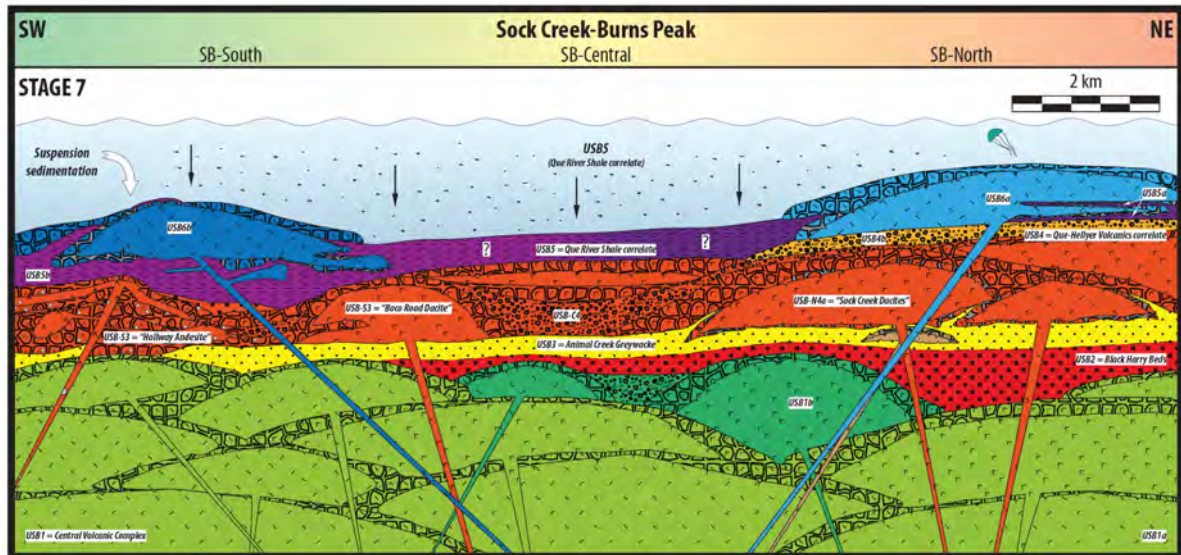 SW
Sock Creek-Burns Peak
NE
SB-South
SB-Central
SB-North
STAGE 7
2 km
Suspension
sedimentation
USB5
(Que River Shale correlate)
USB6b
USB6a
USB5a
USB4b
USB4 = Que-Hellyer Volcanics correlate
?
USB5 = Que River Shale correlate
?
USB5b
USB-S3 = "Boco Road Dacite"
USB-C4
USB-N4a = "Sock Creek Dacites"
USB-S3 = "Hollway Andesite"
USB3 = Animal Creek Greywacke
USB2 = Black Harry Beds
USB1b
USB1 = Central Volcanic Complex
USB1a